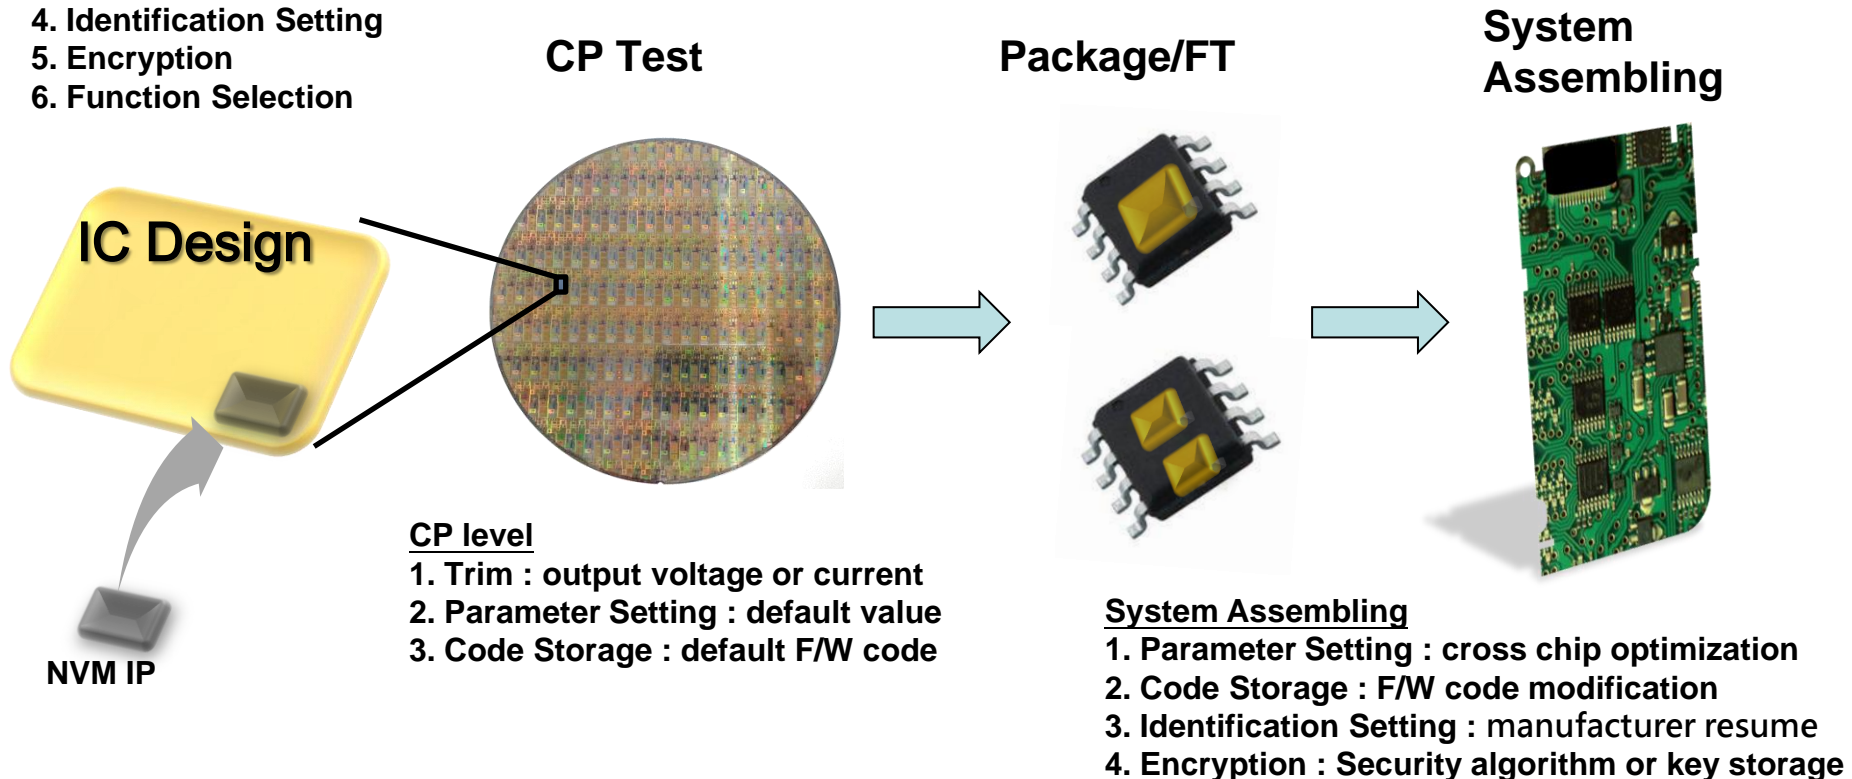 4. Identification Setting
5. Encryption
6. Function Selection
CP Test
Package/FT
System
Assembling
IC Design
NVM IP
CP level
1. Trim : output voltage or current
2. Parameter Setting : default value
3. Code Storage : default F/W code
System Assembling
1. Parameter Setting : cross chip optimization
2. Code Storage : F/W code modification
3. Identification Setting : manufacturer resume
4. Encryption : Security algorithm or key storage